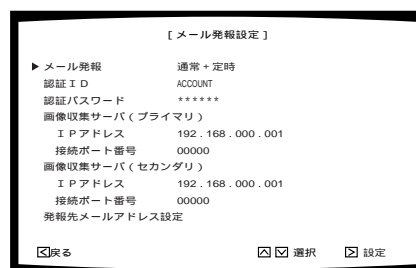 [メール発報設定]
▶ メール発報 通常+定時
認証ID ACCOUNT
認証パスワード ******
画像収集サーバ(プライマリ)
IPアドレス 192.168.000.001
接続ポート番号 00000
画像収集サーバ(セカンダリ)
IPアドレス 192.168.000.001
接続ポート番号 00000
発報先メールアドレス設定
戻る 選択 設定